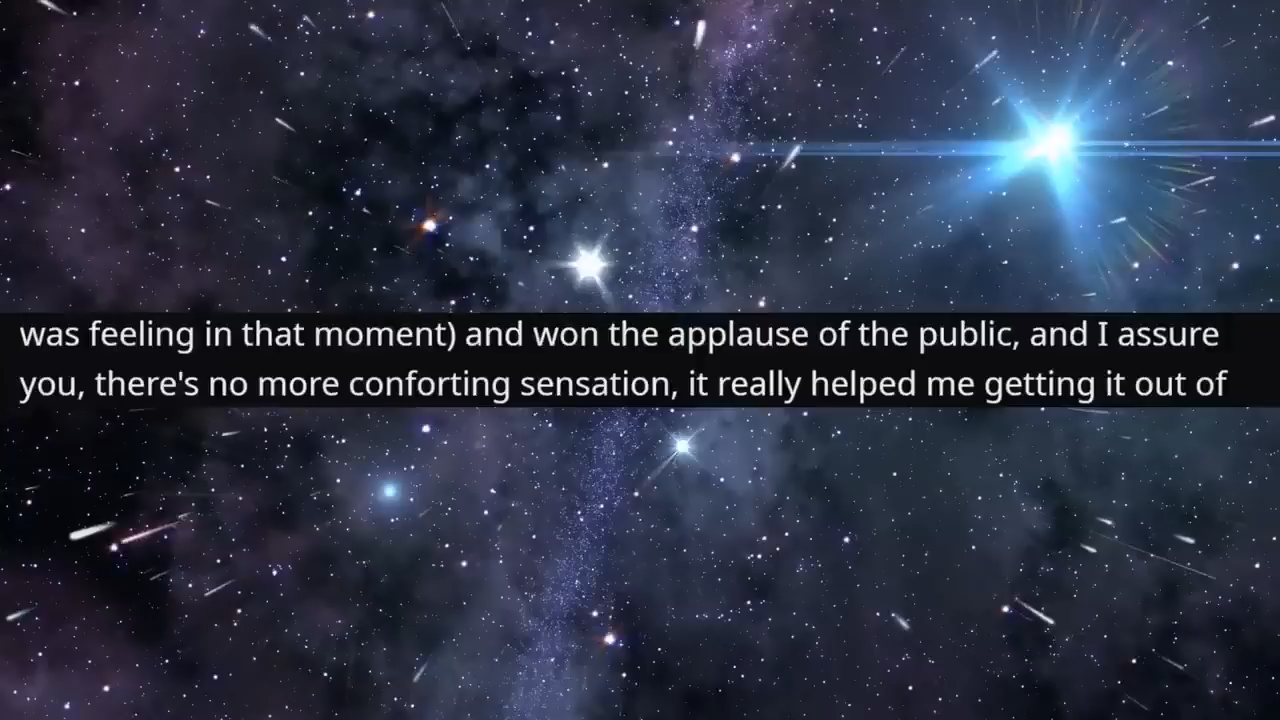 was feeling in that moment) and won the applause of the public, and I assure
you, there's no more conforting sensation, it really helped me getting it out of